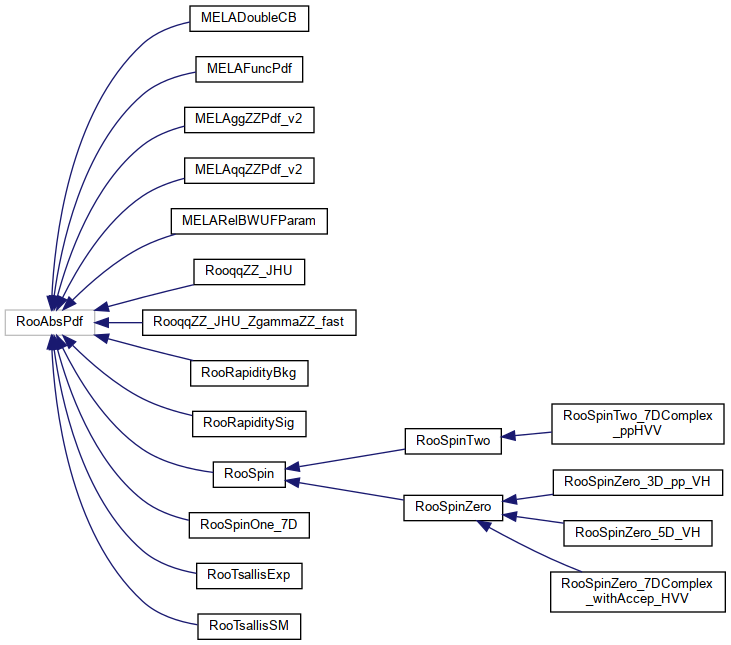 MELADoubleCB
MELAFuncPdf
MELAggZZPdf_v2
MELAqqZZPdf_v2
MELARelBWUFParam
RooqqZZ_JHU
RooAbsPdf
RooqqZZ_JHU_ZgammaZZ_fast
RooRapidityBkg
RooRapiditySig
RooSpin
RooSpinOne_7D
RooTsallisExp
RooTsallisSM
RooSpinTwo
RooSpinZero
RooSpinTwo_7DComplex
_ppHVV
RooSpinZero_3D_pp_VH
RooSpinZero_5D_VH
RooSpinZero_7DComplex
_withAccep_HVV